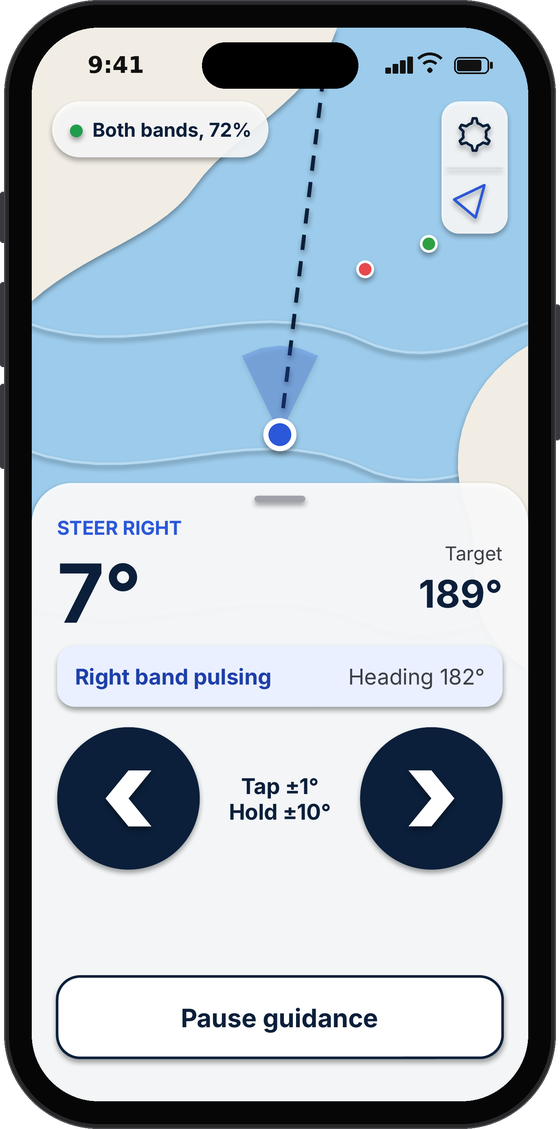 9:41
Both bands, 72%
STEER RIGHT
7°
Target
189°
Right band pulsing
Heading 182°
Tap ±1°
Hold ±10°
Pause guidance